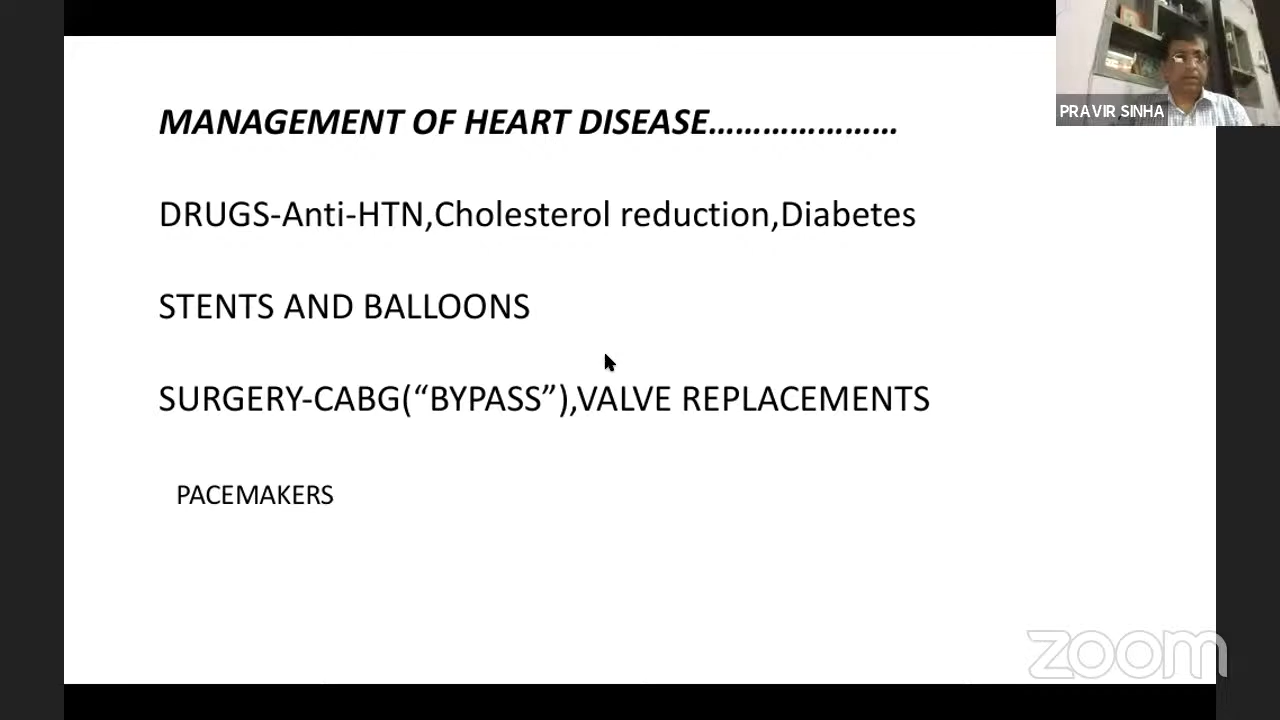 MANAGEMENT OF HEART DISEASE…………………
PRAVIR SINHA
DRUGS-Anti-HTN,Cholesterol reduction,Diabetes
STENTS AND BALLOONS
SURGERY-CABG(“BYPASS”),VALVE REPLACEMENTS
PACEMAKERS
zoom